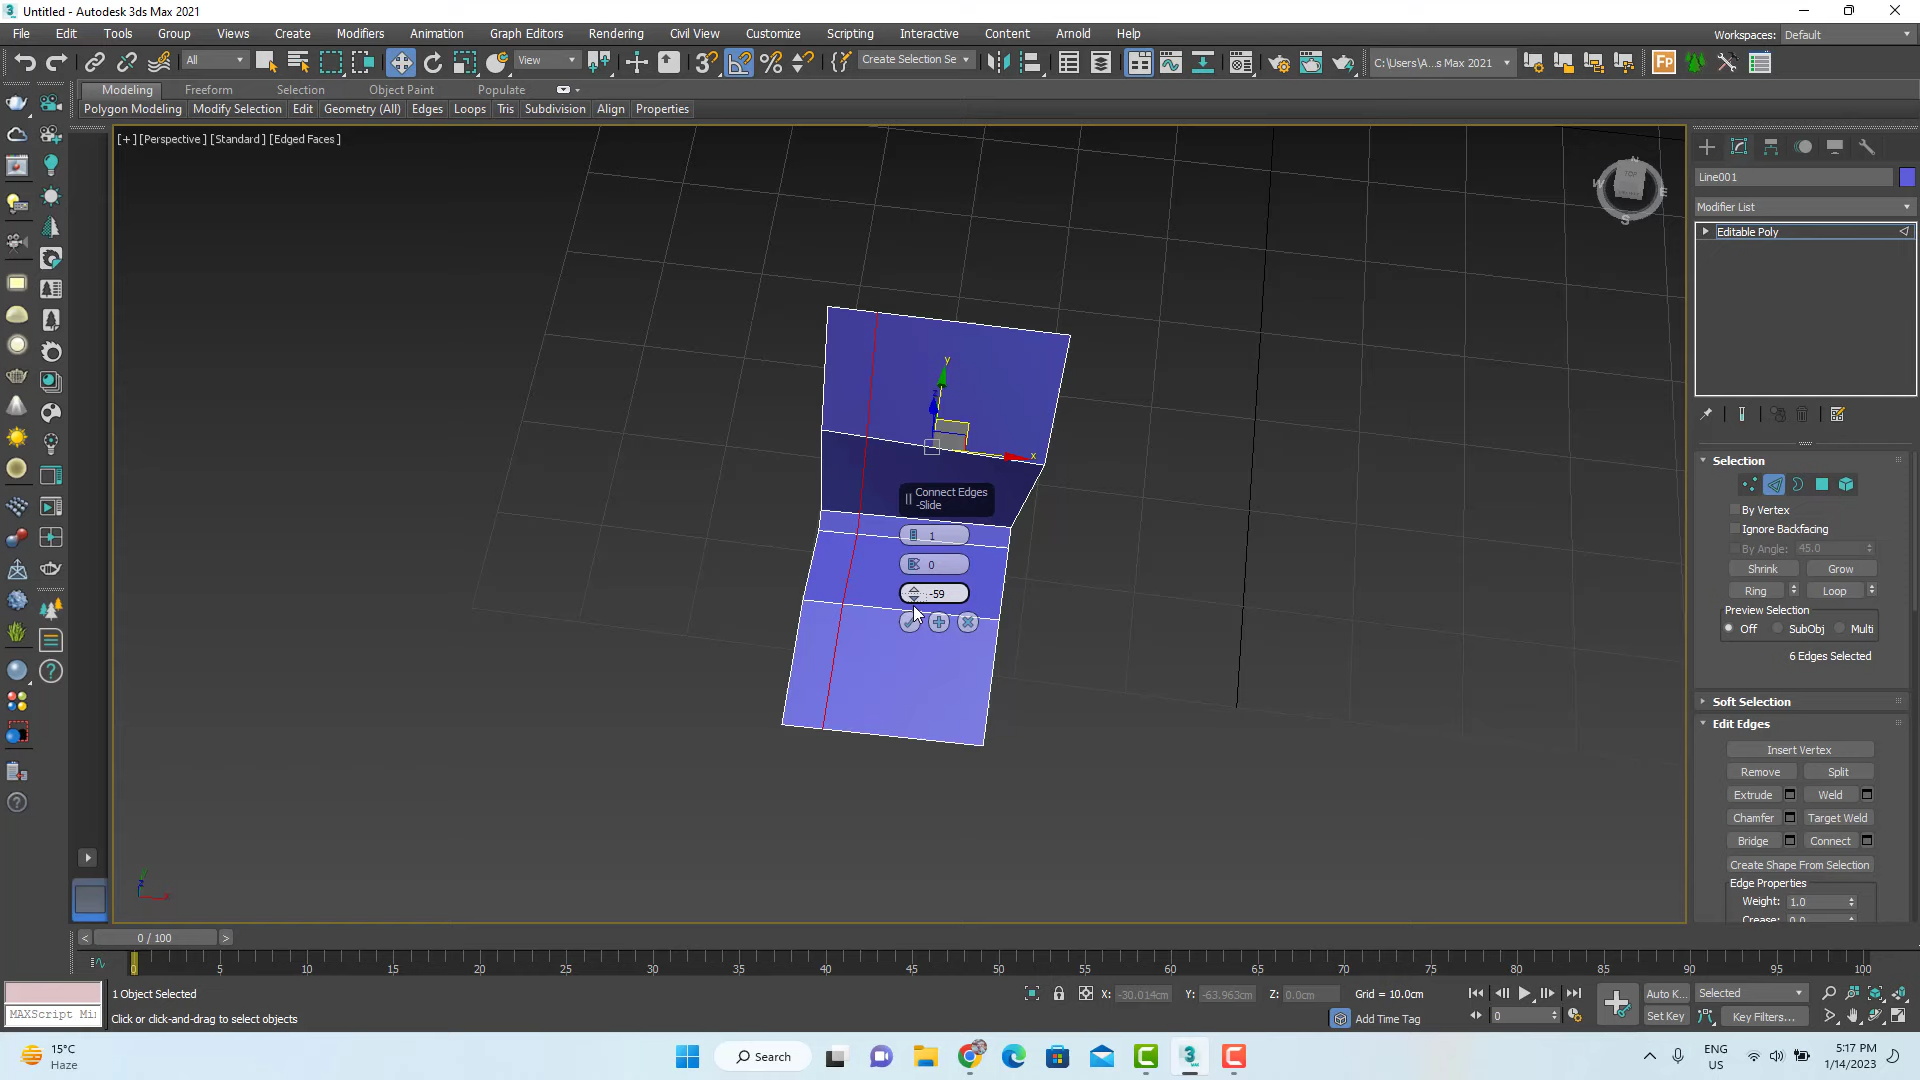 Untitled - Autodesk 3ds Max 2021
File Edit Tools Group Views Create Modifiers Animation Graph Editors Rendering Civil View Customize Scripting Interactive Content Arnold Help
Workspaces: Default
All View Create Selection Se C:\Users\A...s Max 2021
Modeling Freeform Selection Object Paint Populate
Polygon Modeling Modify Selection Edit Geometry (All) Edges Loops Tris Subdivision Align Properties
[+] [Perspective] [Standard] [Edged Faces]
N
W TOP E
S
y
x
Connect Edges
-Slide
1
0
-59
Line001
Modifier List
Editable Poly
Selection
By Vertex
Ignore Backfacing
By Angle: 45.0
Shrink Grow
Ring Loop
Preview Selection
Off SubObj Multi
6 Edges Selected
Soft Selection
Edit Edges
Insert Vertex
Remove Split
Extrude Weld
Chamfer Target Weld
Bridge Connect
Create Shape From Selection
Edge Properties
Weight: 1.0
Crease: 0.0
< 0 / 100 >
0 5 10 15 20 25 30 35 40 45 50 55 60 65 70 75 80 85 90 95 100
1 Object Selected
X: -30.014cm Y: -63.963cm Z: 0.0cm Grid = 10.0cm
Auto K... Selected
MAXScript Mi
Click or click-and-drag to select objects
Add Time Tag
0
Set Key Key Filters...
15°C
Haze
Search
ENG
US
5:17 PM
1/14/2023